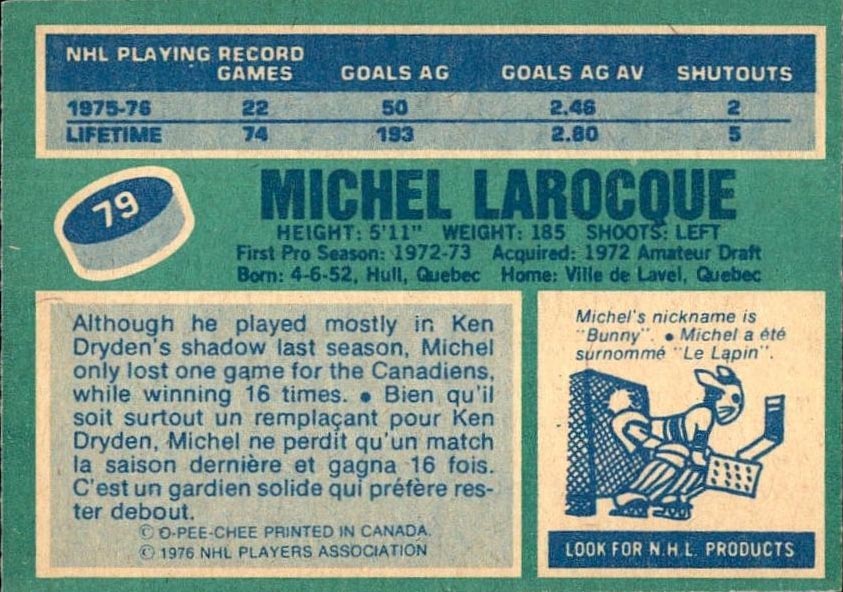 NHL PLAYING RECORD
GAMES GOALS AG GOALS AG AV SHUTOUTS
1975-76 22 50 2.46 2
LIFETIME 74 193 2.80 5
79
MICHEL LAROCQUE
HEIGHT: 5'11" WEIGHT: 185 SHOOTS: LEFT
First Pro Season: 1972-73 Acquired: 1972 Amateur Draft
Born: 4-6-52, Hull, Quebec Home: Ville de Lavel, Quebec
Although he played mostly in Ken
Dryden's shadow last season, Michel
only lost one game for the Canadiens,
while winning 16 times. • Bien qu'il
soit surtout un remplaçant pour Ken
Dryden, Michel ne perdit qu'un match
la saison dernière et gagna 16 fois.
C'est un gardien solide qui préfère res-
ter debout.
© O-PEE-CHEE PRINTED IN CANADA.
© 1976 NHL PLAYERS ASSOCIATION
Michel's nickname is
"Bunny". • Michel a été
surnommé "Le Lapin".
LOOK FOR N.H.L. PRODUCTS